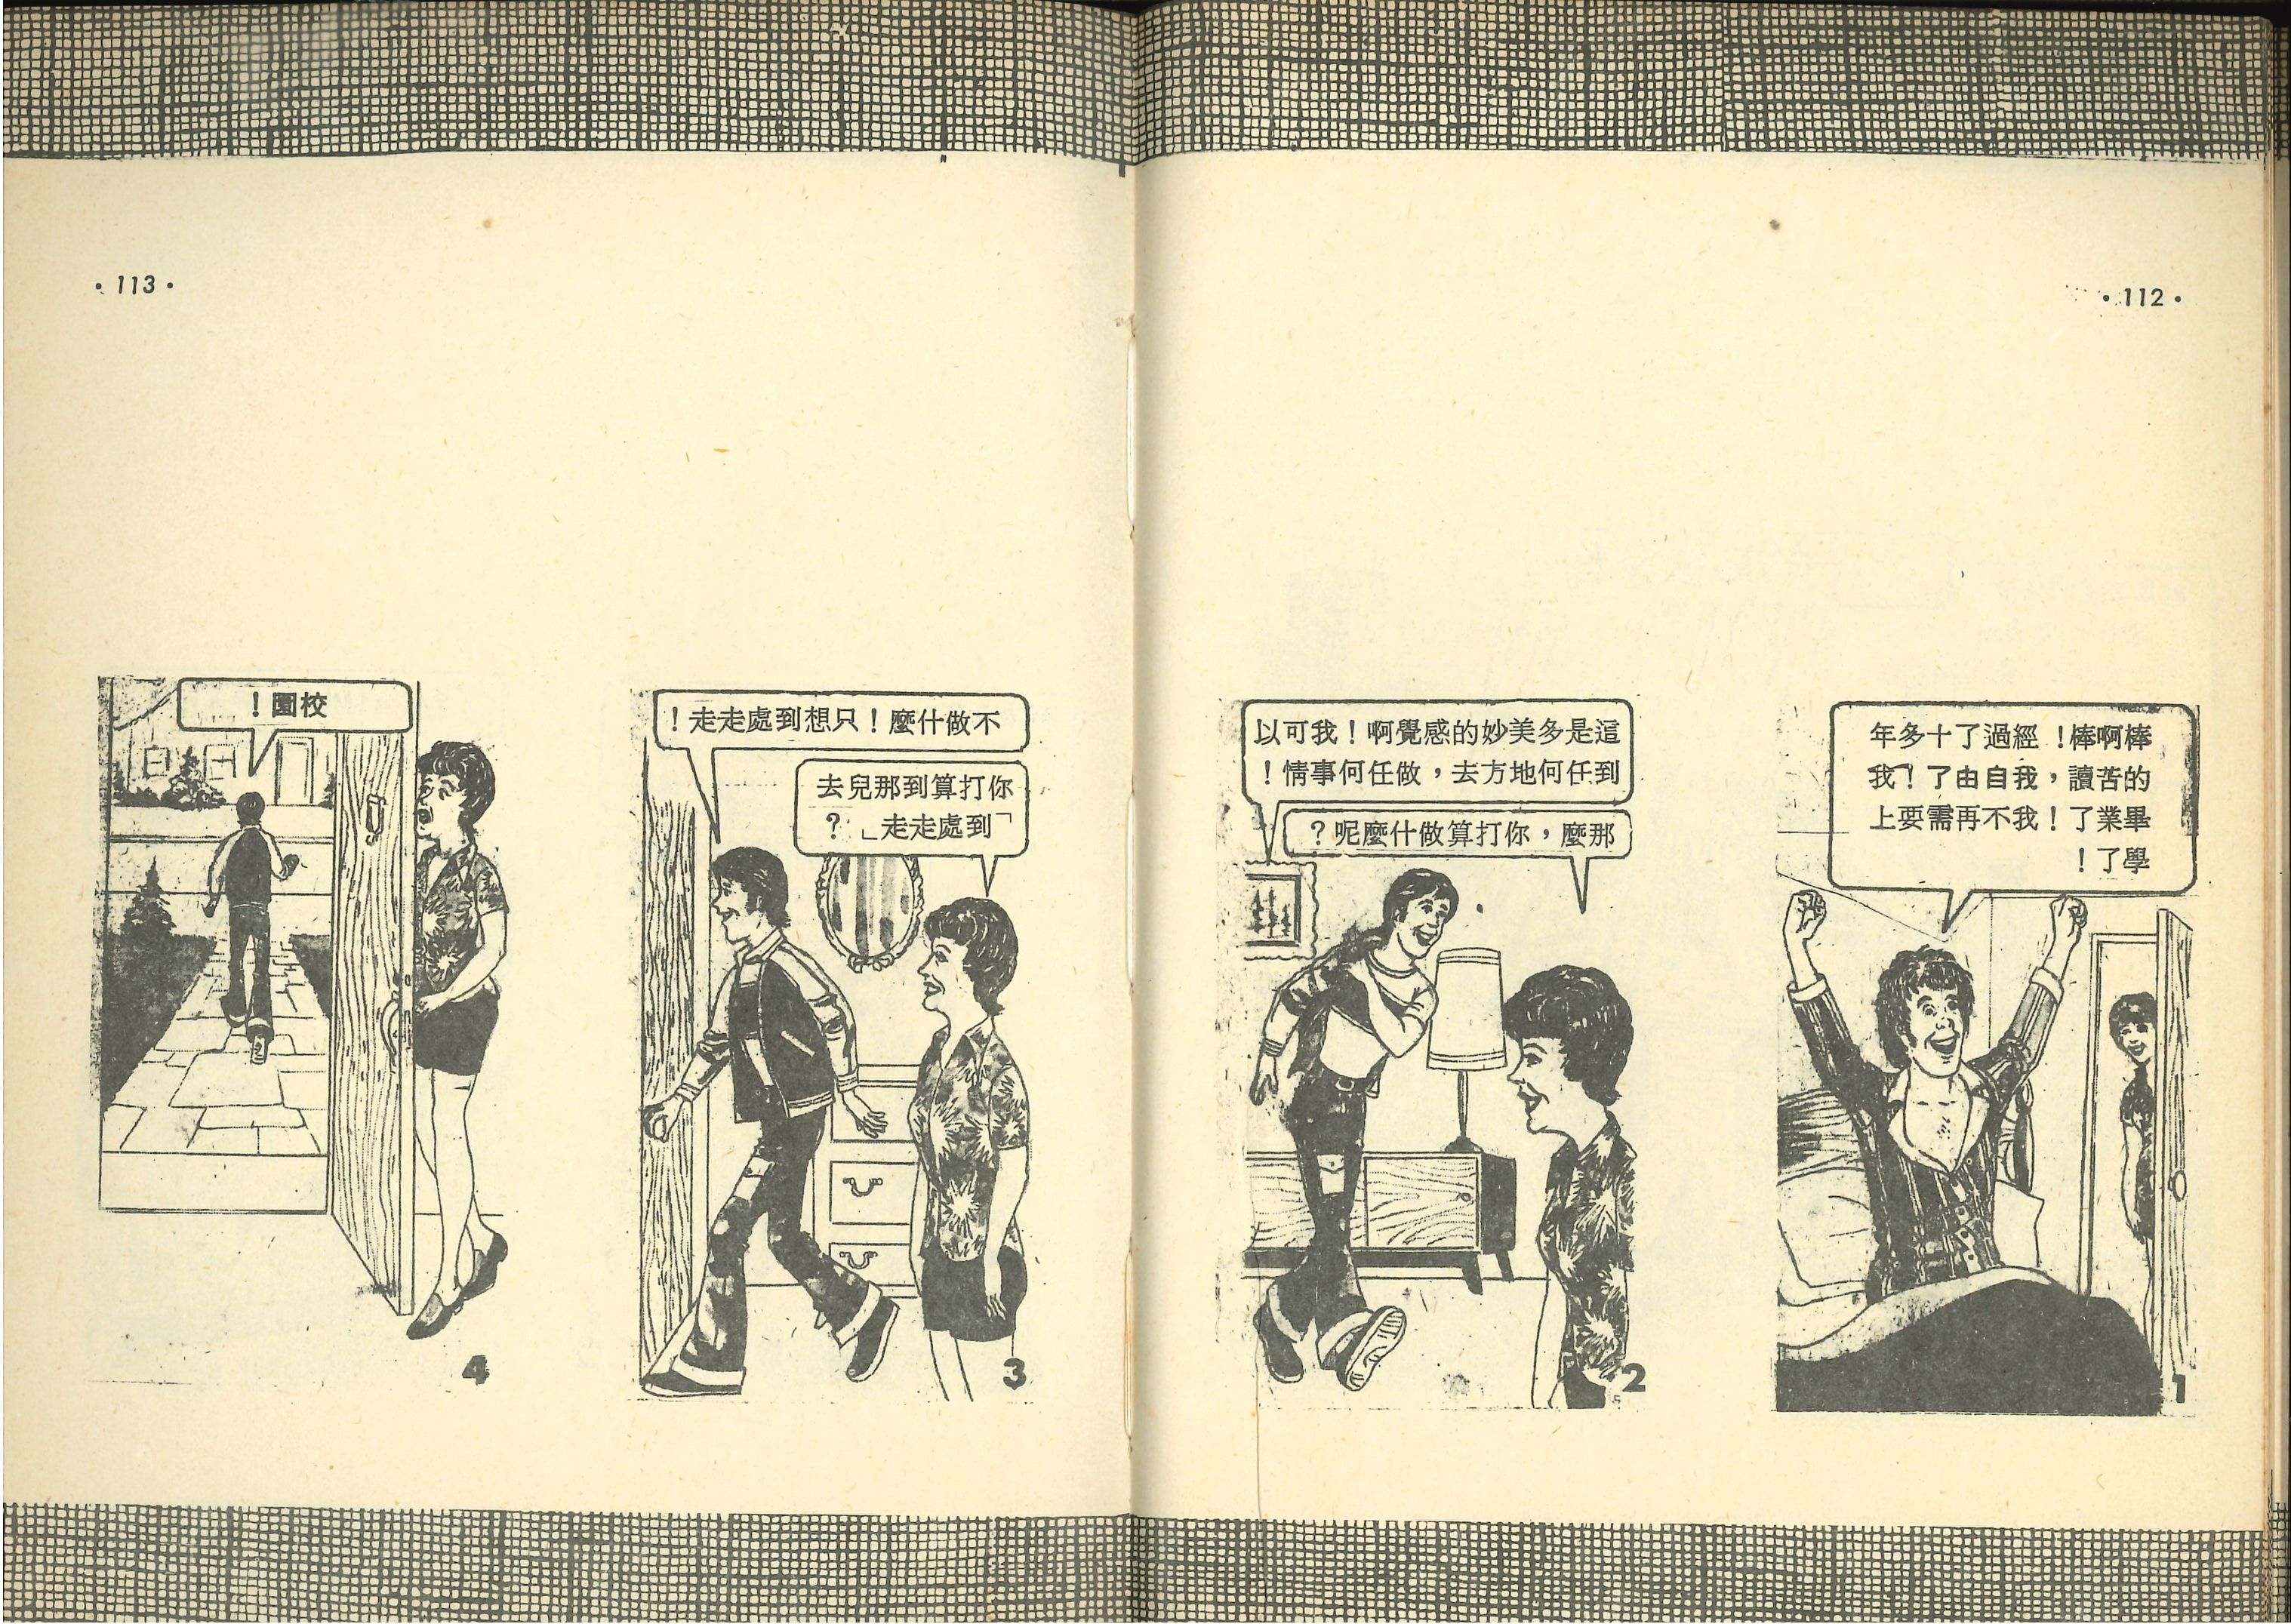 · 112 ·
棒啊棒！經過了十多年
的苦讀，我自由了！我
畢業了！我不再需要上
學了！
1
這是多美妙的感覺啊！我可以
到任何地方去，做任何事情！
那麼，你打算做什麼呢？
2
· 113 ·
不做什麼！只想到處走走！
你打算到那兒去
「到處走走」？
3
校園！
4